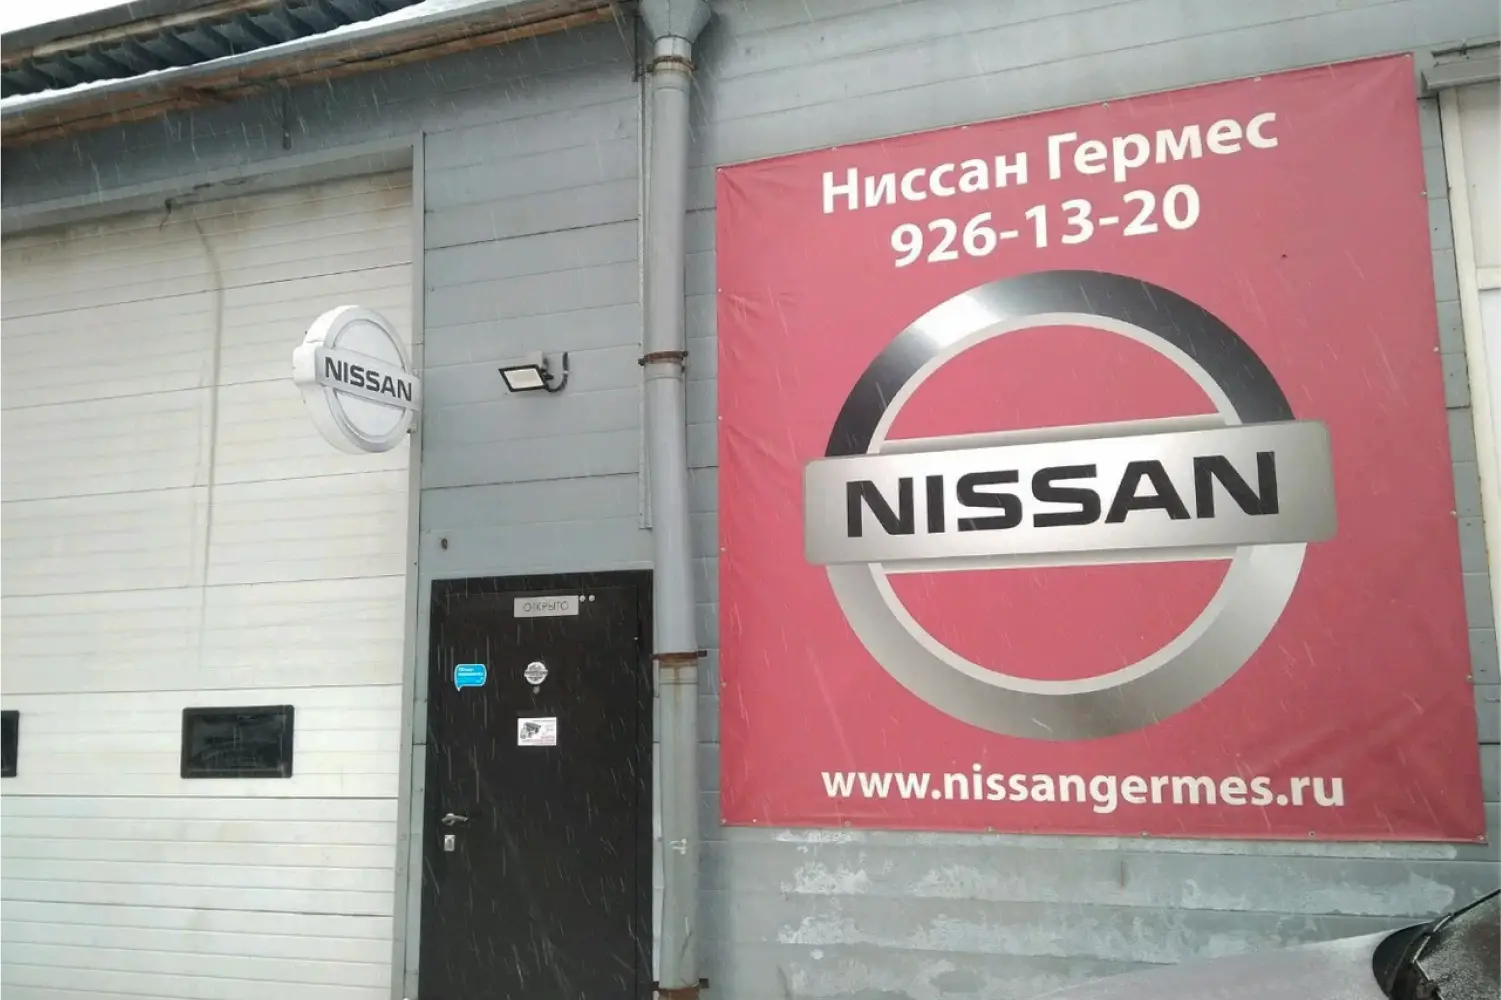 Ниссан Гермес
926-13-20
NISSAN
www.nissangermes.ru
NISSAN
ОТКРЫТО